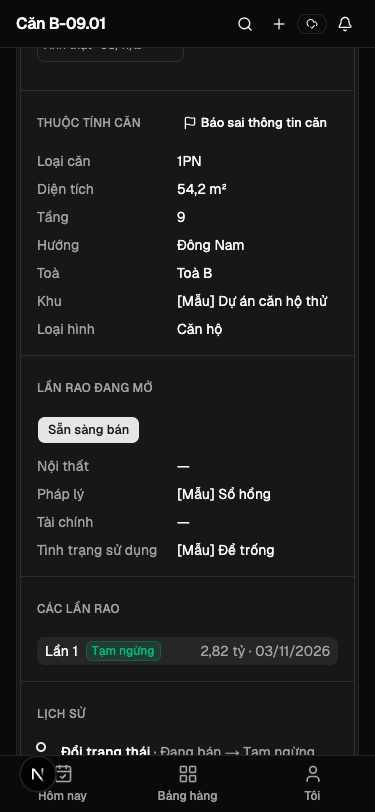 Căn B-09.01
THUỘC TÍNH CĂN
Báo sai thông tin căn
Loại căn 1PN
Diện tích 54,2 m²
Tầng 9
Hướng Đông Nam
Toà Toà B
Khu [Mẫu] Dự án căn hộ thử
Loại hình Căn hộ
LẦN RAO ĐANG MỞ
Sẵn sàng bán
Nội thất —
Pháp lý [Mẫu] Sổ hồng
Tài chính —
Tình trạng sử dụng [Mẫu] Để trống
CÁC LẦN RAO
Lần 1 Tạm ngừng 2,82 tỷ · 03/11/2026
LỊCH SỬ
Đổi trạng thái · Đang bán → Tạm ngừng
N
Hôm nay Bảng hàng Tôi